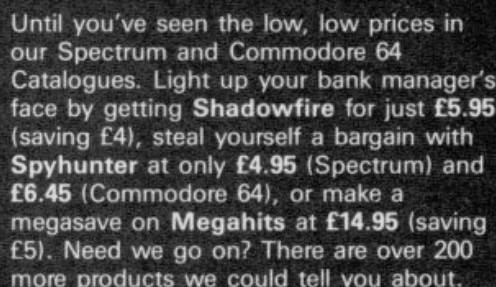 Until you've seen the low, low prices in
our Spectrum and Commodore 64
Catalogues. Light up your bank manager's
face by getting Shadowfire for just £5.95
(saving £4), steal yourself a bargain with
Spyhunter at only £4.95 (Spectrum) and
£6.45 (Commodore 64), or make a
megasave on Megahits at £14.95 (saving
£5). Need we go on? There are over 200
more products we could tell you about.